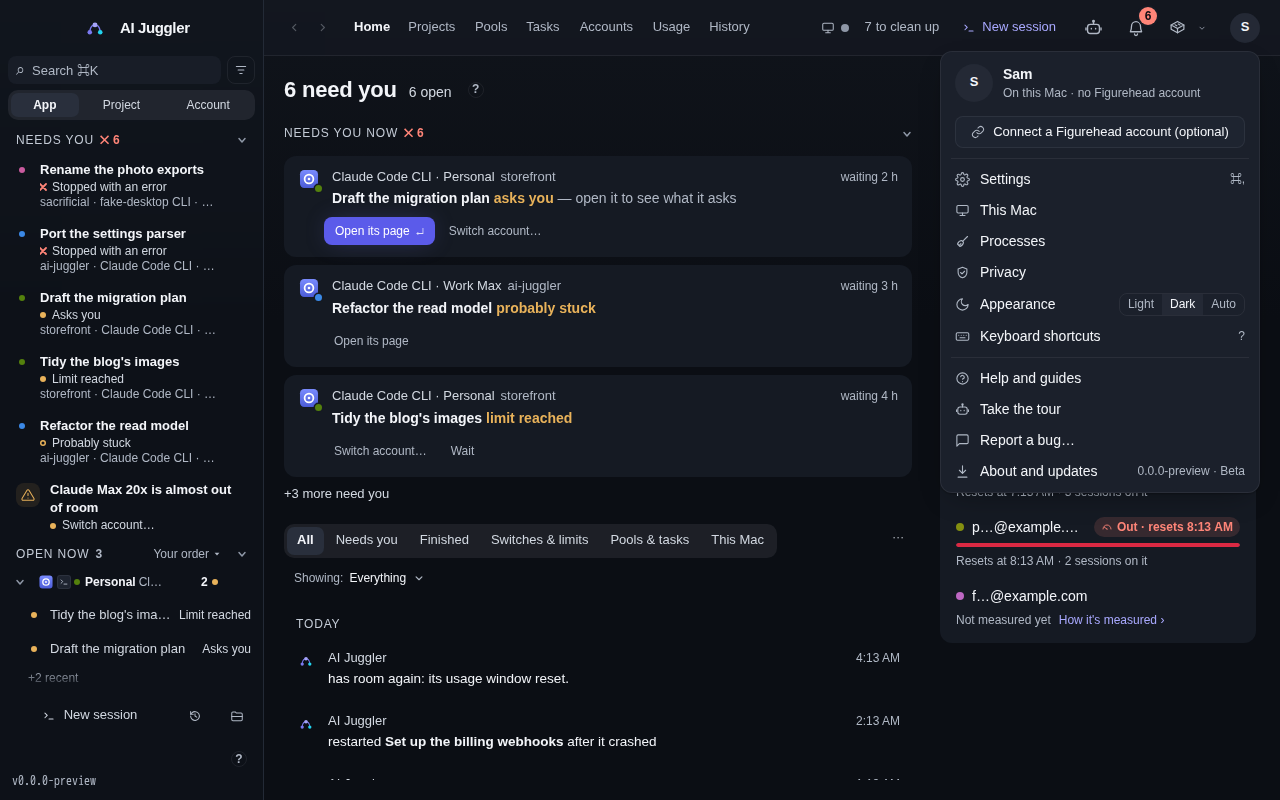 AI Juggler
Search ⌘K
App Project Account
NEEDS YOU 6
Rename the photo exports
Stopped with an error
sacrificial · fake-desktop CLI · …
Port the settings parser
Stopped with an error
ai-juggler · Claude Code CLI · …
Draft the migration plan
Asks you
storefront · Claude Code CLI · …
Tidy the blog's images
Limit reached
storefront · Claude Code CLI · …
Refactor the read model
Probably stuck
ai-juggler · Claude Code CLI · …
Claude Max 20x is almost out
of room
Switch account…
OPEN NOW 3 Your order
Personal Cl… 2
Tidy the blog's ima… Limit reached
Draft the migration plan Asks you
+2 recent
New session
?
v0.0.0-preview
Home Projects Pools Tasks Accounts Usage History
7 to clean up
New session
6
S
6 need you 6 open ?
NEEDS YOU NOW 6
Claude Code CLI · Personal storefront waiting 2 h
Draft the migration plan asks you — open it to see what it asks
Open its page Switch account…
Claude Code CLI · Work Max ai-juggler waiting 3 h
Refactor the read model probably stuck
Open its page
Claude Code CLI · Personal storefront waiting 4 h
Tidy the blog's images limit reached
Switch account… Wait
+3 more need you
All Needs you Finished Switches & limits Pools & tasks This Mac …
Showing: Everything
TODAY
AI Juggler 4:13 AM
has room again: its usage window reset.
AI Juggler 2:13 AM
restarted Set up the billing webhooks after it crashed
S
Sam
On this Mac · no Figurehead account
Connect a Figurehead account (optional)
Settings ⌘,
This Mac
Processes
Privacy
Appearance Light Dark Auto
Keyboard shortcuts ?
Help and guides
Take the tour
Report a bug…
About and updates 0.0.0-preview · Beta
p…@example.… Out · resets 8:13 AM
Resets at 8:13 AM · 2 sessions on it
f…@example.com
Not measured yet How it's measured ›